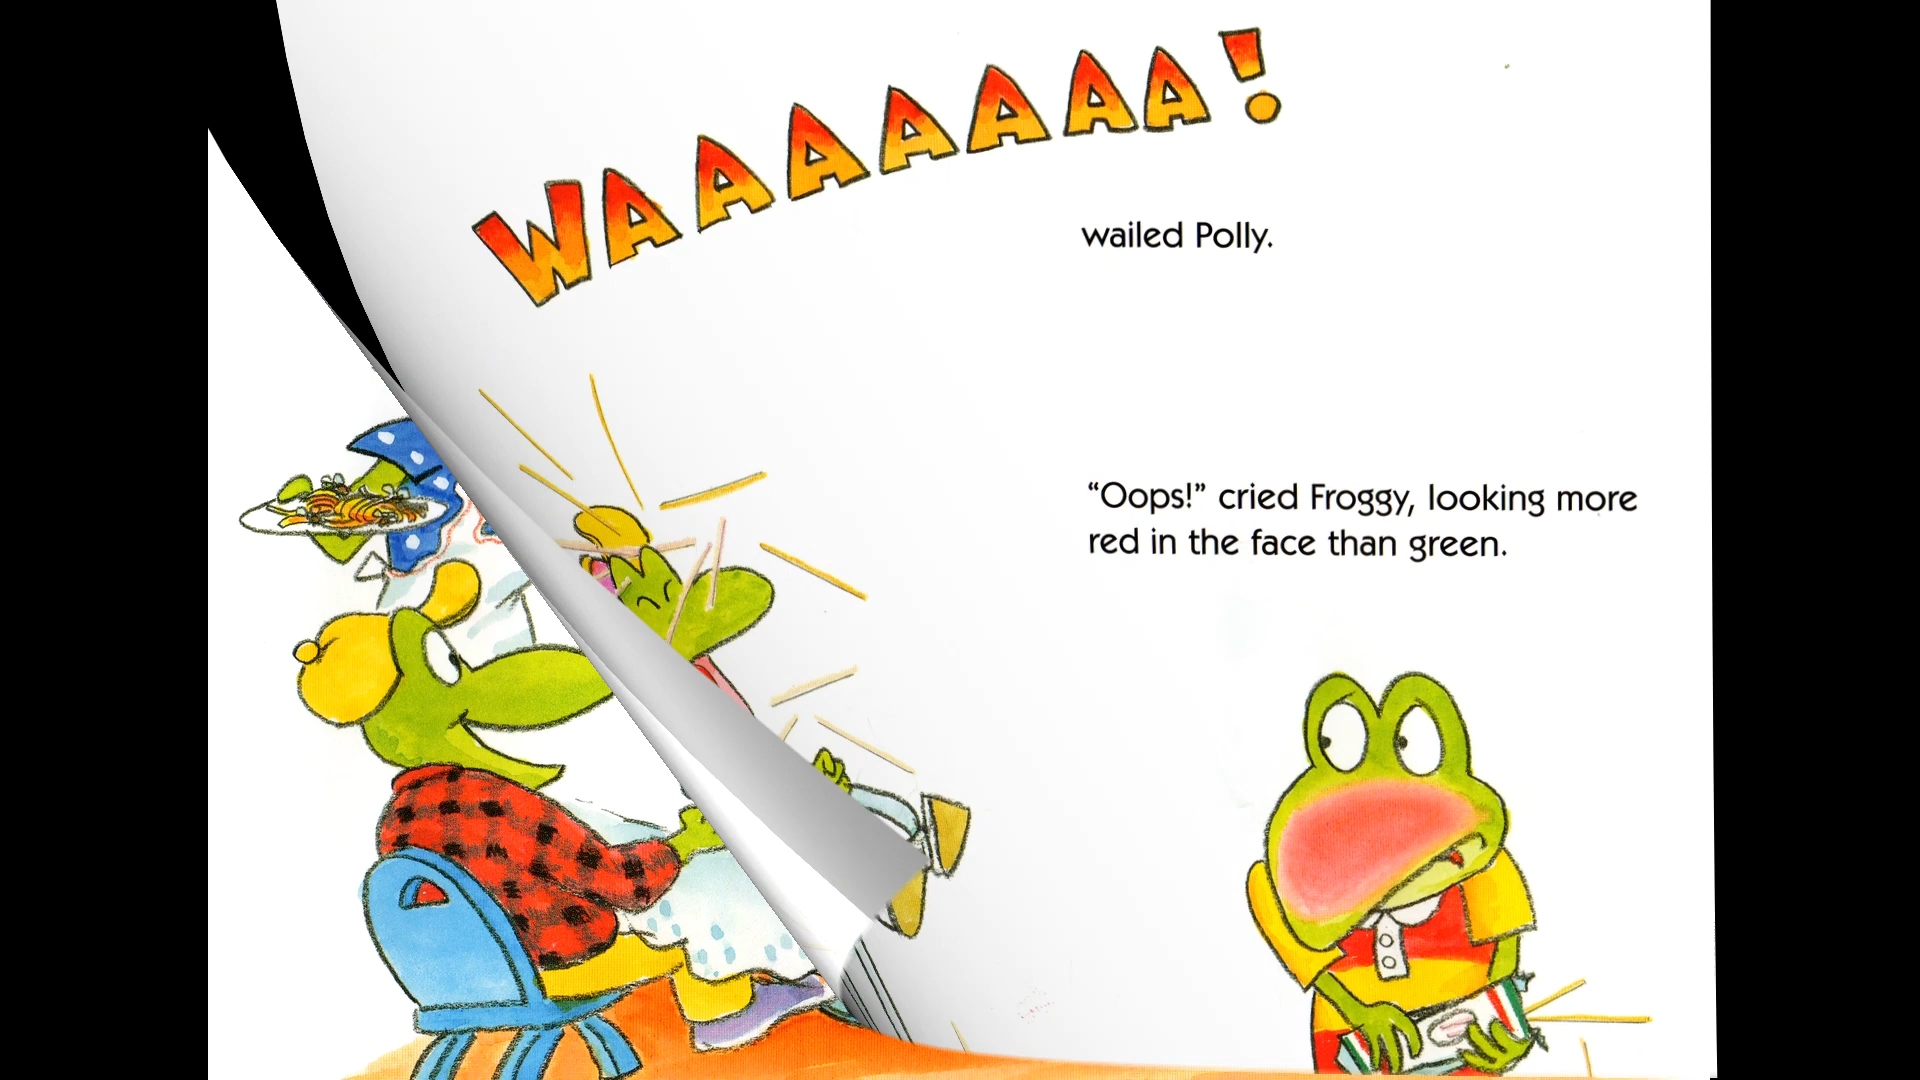 WAAAAAAA!
wailed Polly.
“Oops!” cried Froggy, looking more
red in the face than green.